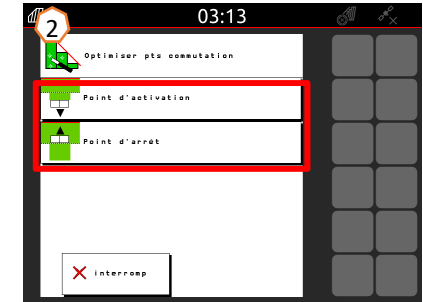 2
03:13
Optimiser pts commutation
Point d'activation
Point d'arrêt
interromp